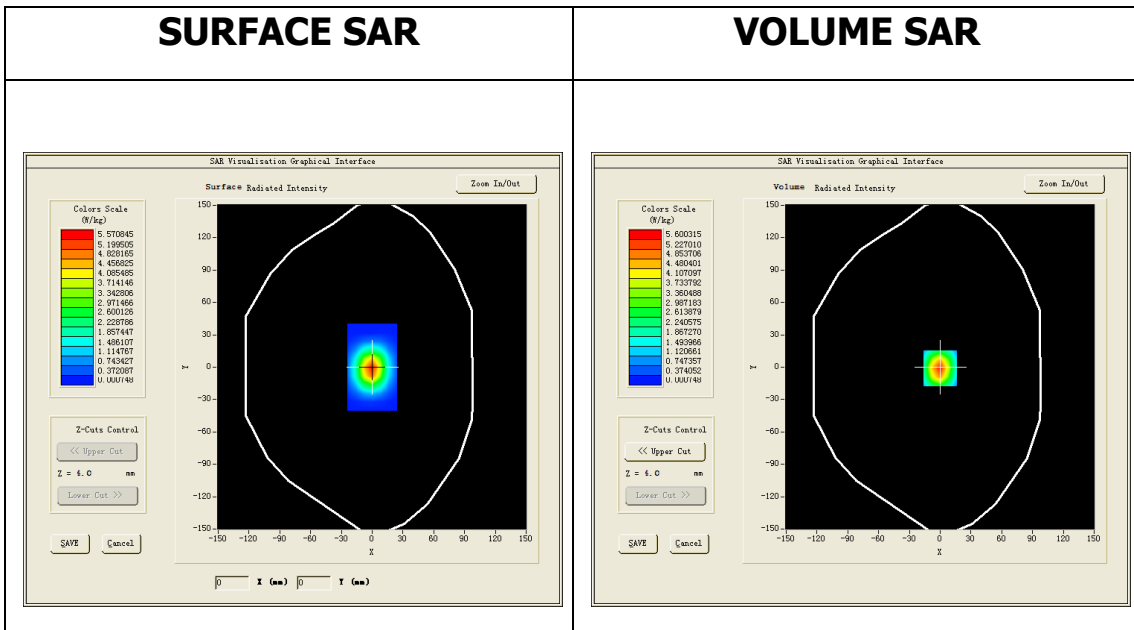 SURFACE SAR
VOLUME SAR
SAR Visualisation Graphical Interface
Surface Radiated Intensity
Zoom In/Out
Colors Scale
(W/kg)
5.570845
5.199505
4.828165
4.456825
4.085485
3.714146
3.342806
2.971466
2.600126
2.228786
1.857447
1.486107
1.114767
0.743427
0.372087
0.000748
Z-Cuts Control
<< Upper Cut
Z = 4.0 mm
Lower Cut >>
SAVE Cancel
150
120
90
60
30
0
-30
-60
-90
-120
-150
Y
-150 -120 -90 -60 -30 0 30 60 90 120 150
X
0 X (mm) 0 Y (mm)
SAR Visualisation Graphical Interface
Volume Radiated Intensity
Zoom In/Out
Colors Scale
(W/kg)
5.600315
5.227010
4.853706
4.480401
4.107097
3.733792
3.360488
2.987183
2.613879
2.240575
1.867270
1.493966
1.120661
0.747357
0.374052
0.000748
Z-Cuts Control
<< Upper Cut
Z = 4.0 mm
Lower Cut >>
SAVE Cancel
150
120
90
60
30
0
-30
-60
-90
-120
-150
Y
-150 -120 -90 -60 -30 0 30 60 90 120 150
X